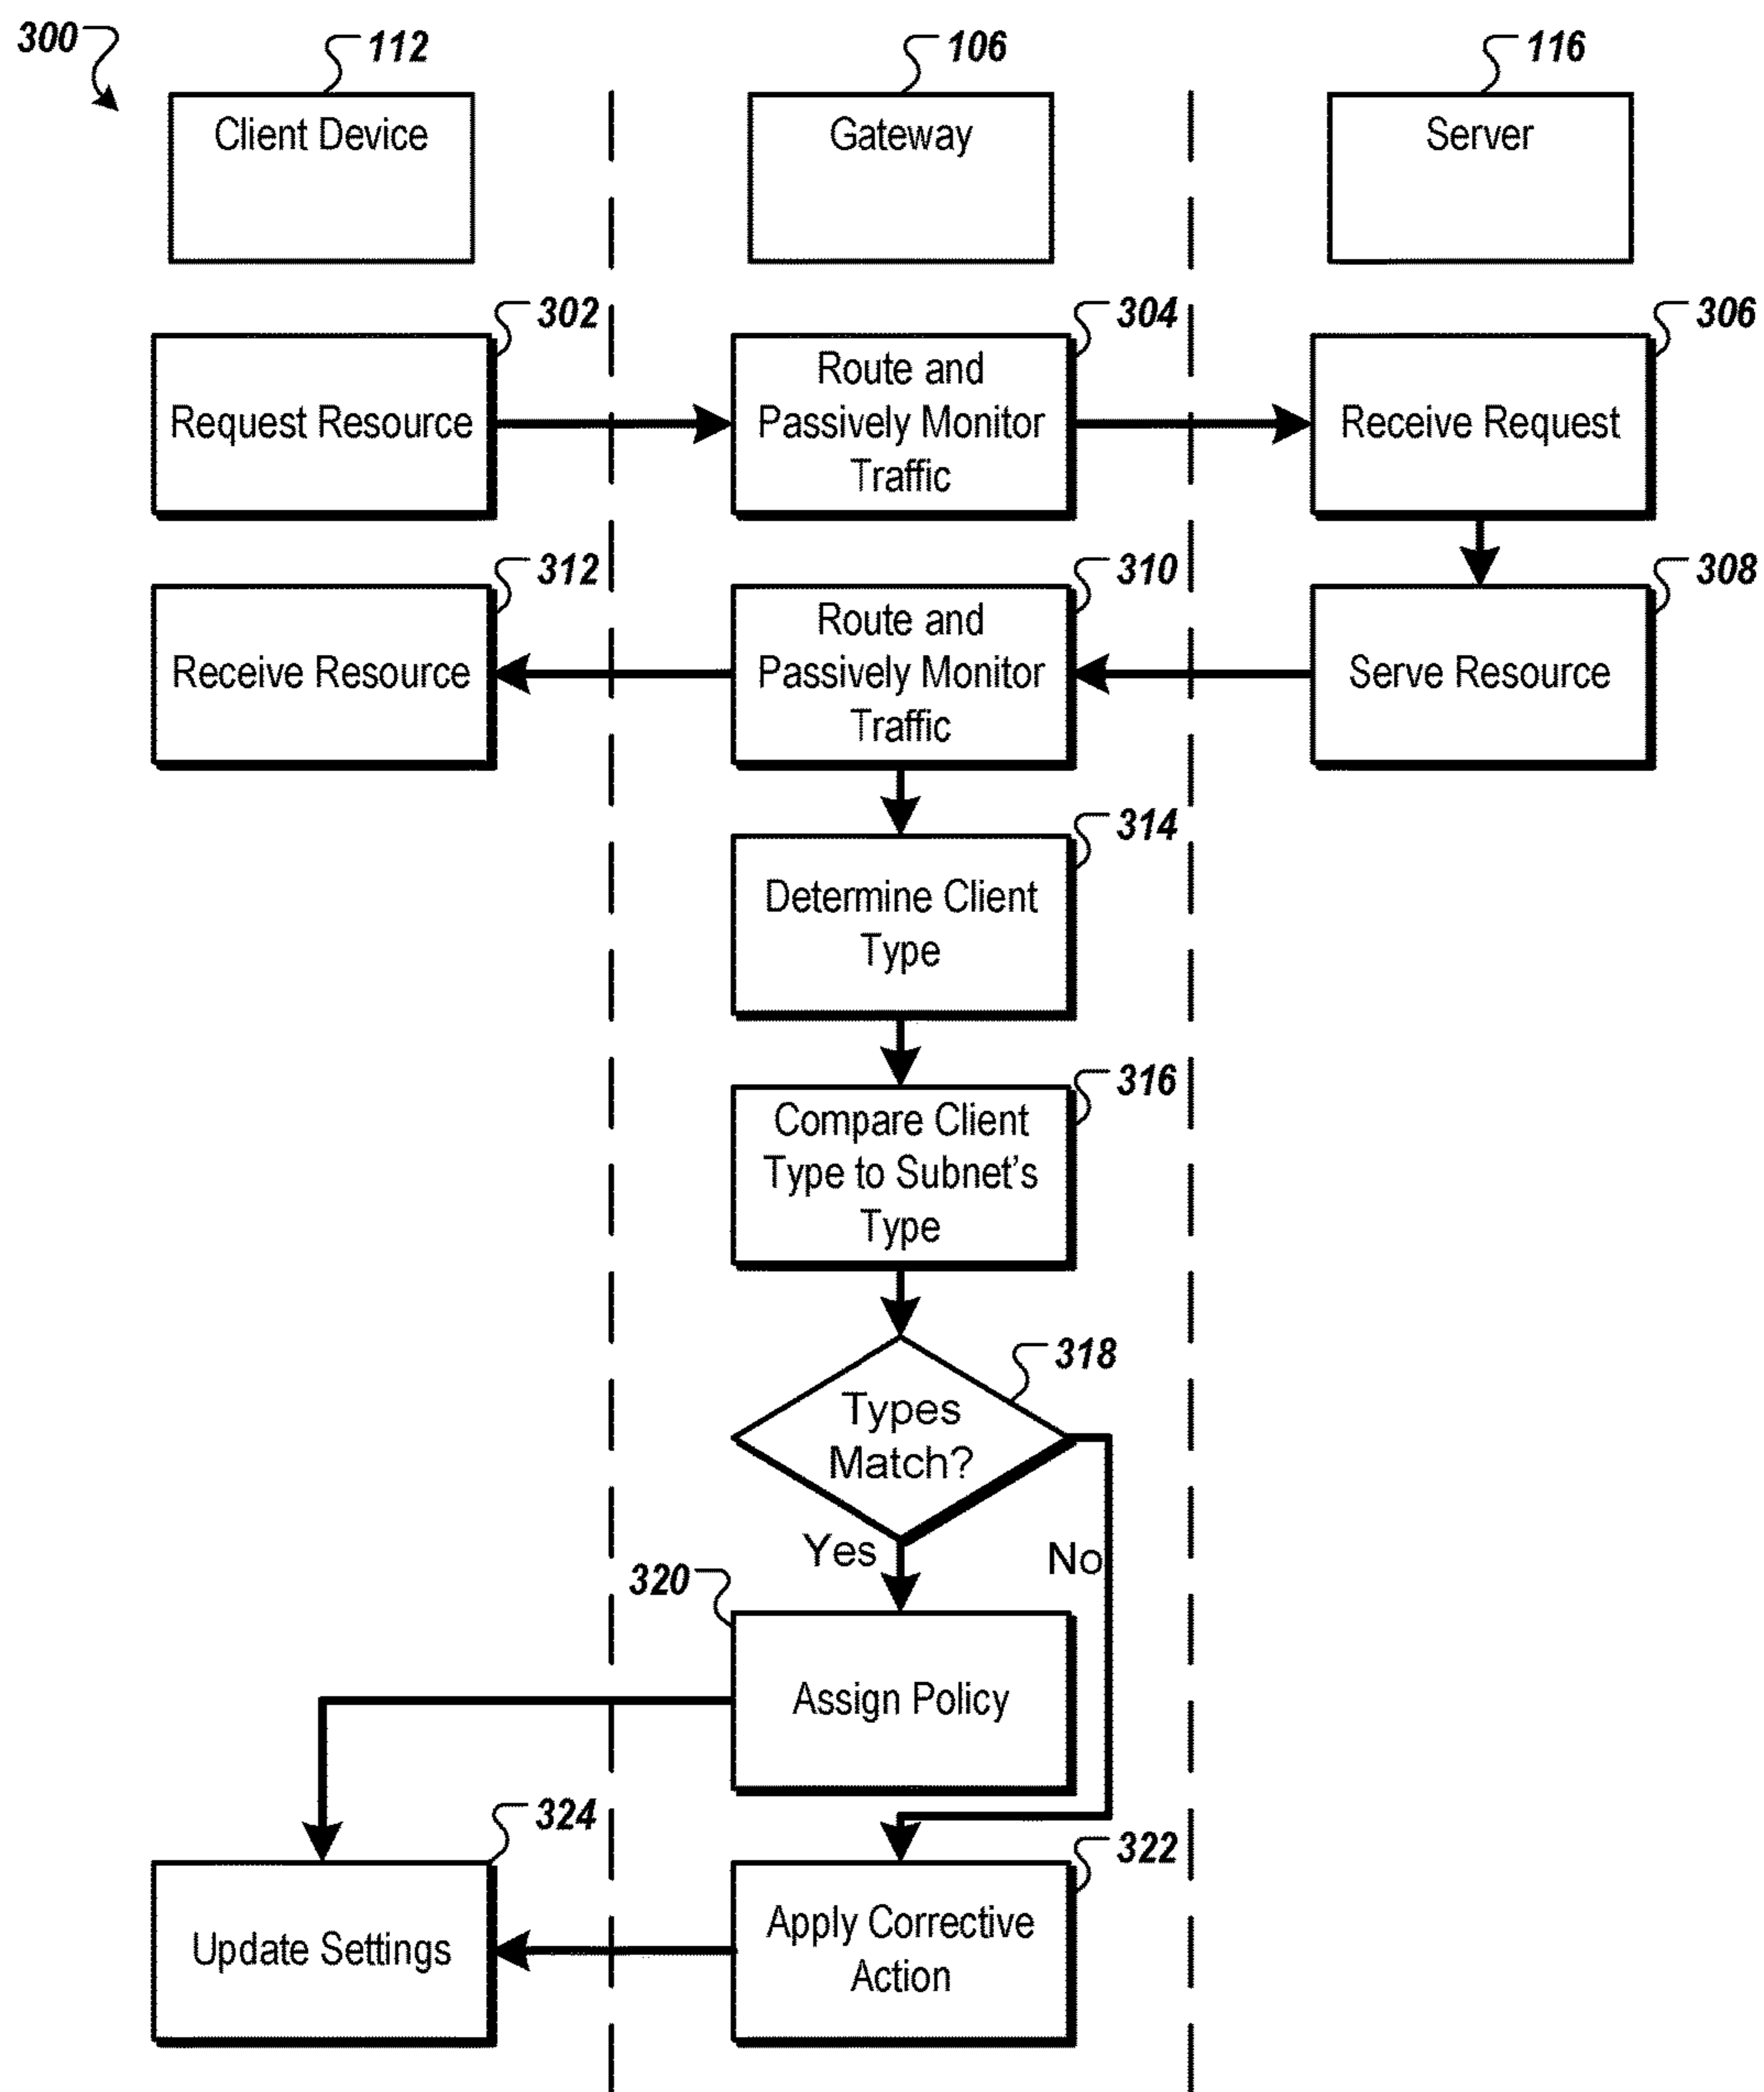 300
112
106
116
Client Device
Gateway
Server
302
304
306
Request Resource
Route and
Passively Monitor
Traffic
Receive Request
312
310
308
Receive Resource
Route and
Passively Monitor
Traffic
Serve Resource
314
Determine Client
Type
316
Compare Client
Type to Subnet's
Type
318
Types
Match?
Yes
No
320
Assign Policy
324
322
Update Settings
Apply Corrective
Action